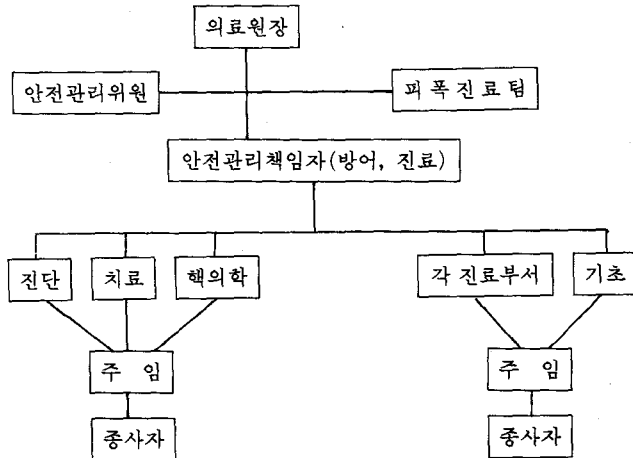 의료원장
안전관리위원
피폭진료팀
안전관리책임자(방어, 진료)
진단
치료
핵의학
각 진료부서
기초
주 임
주 임
종사자
종사자